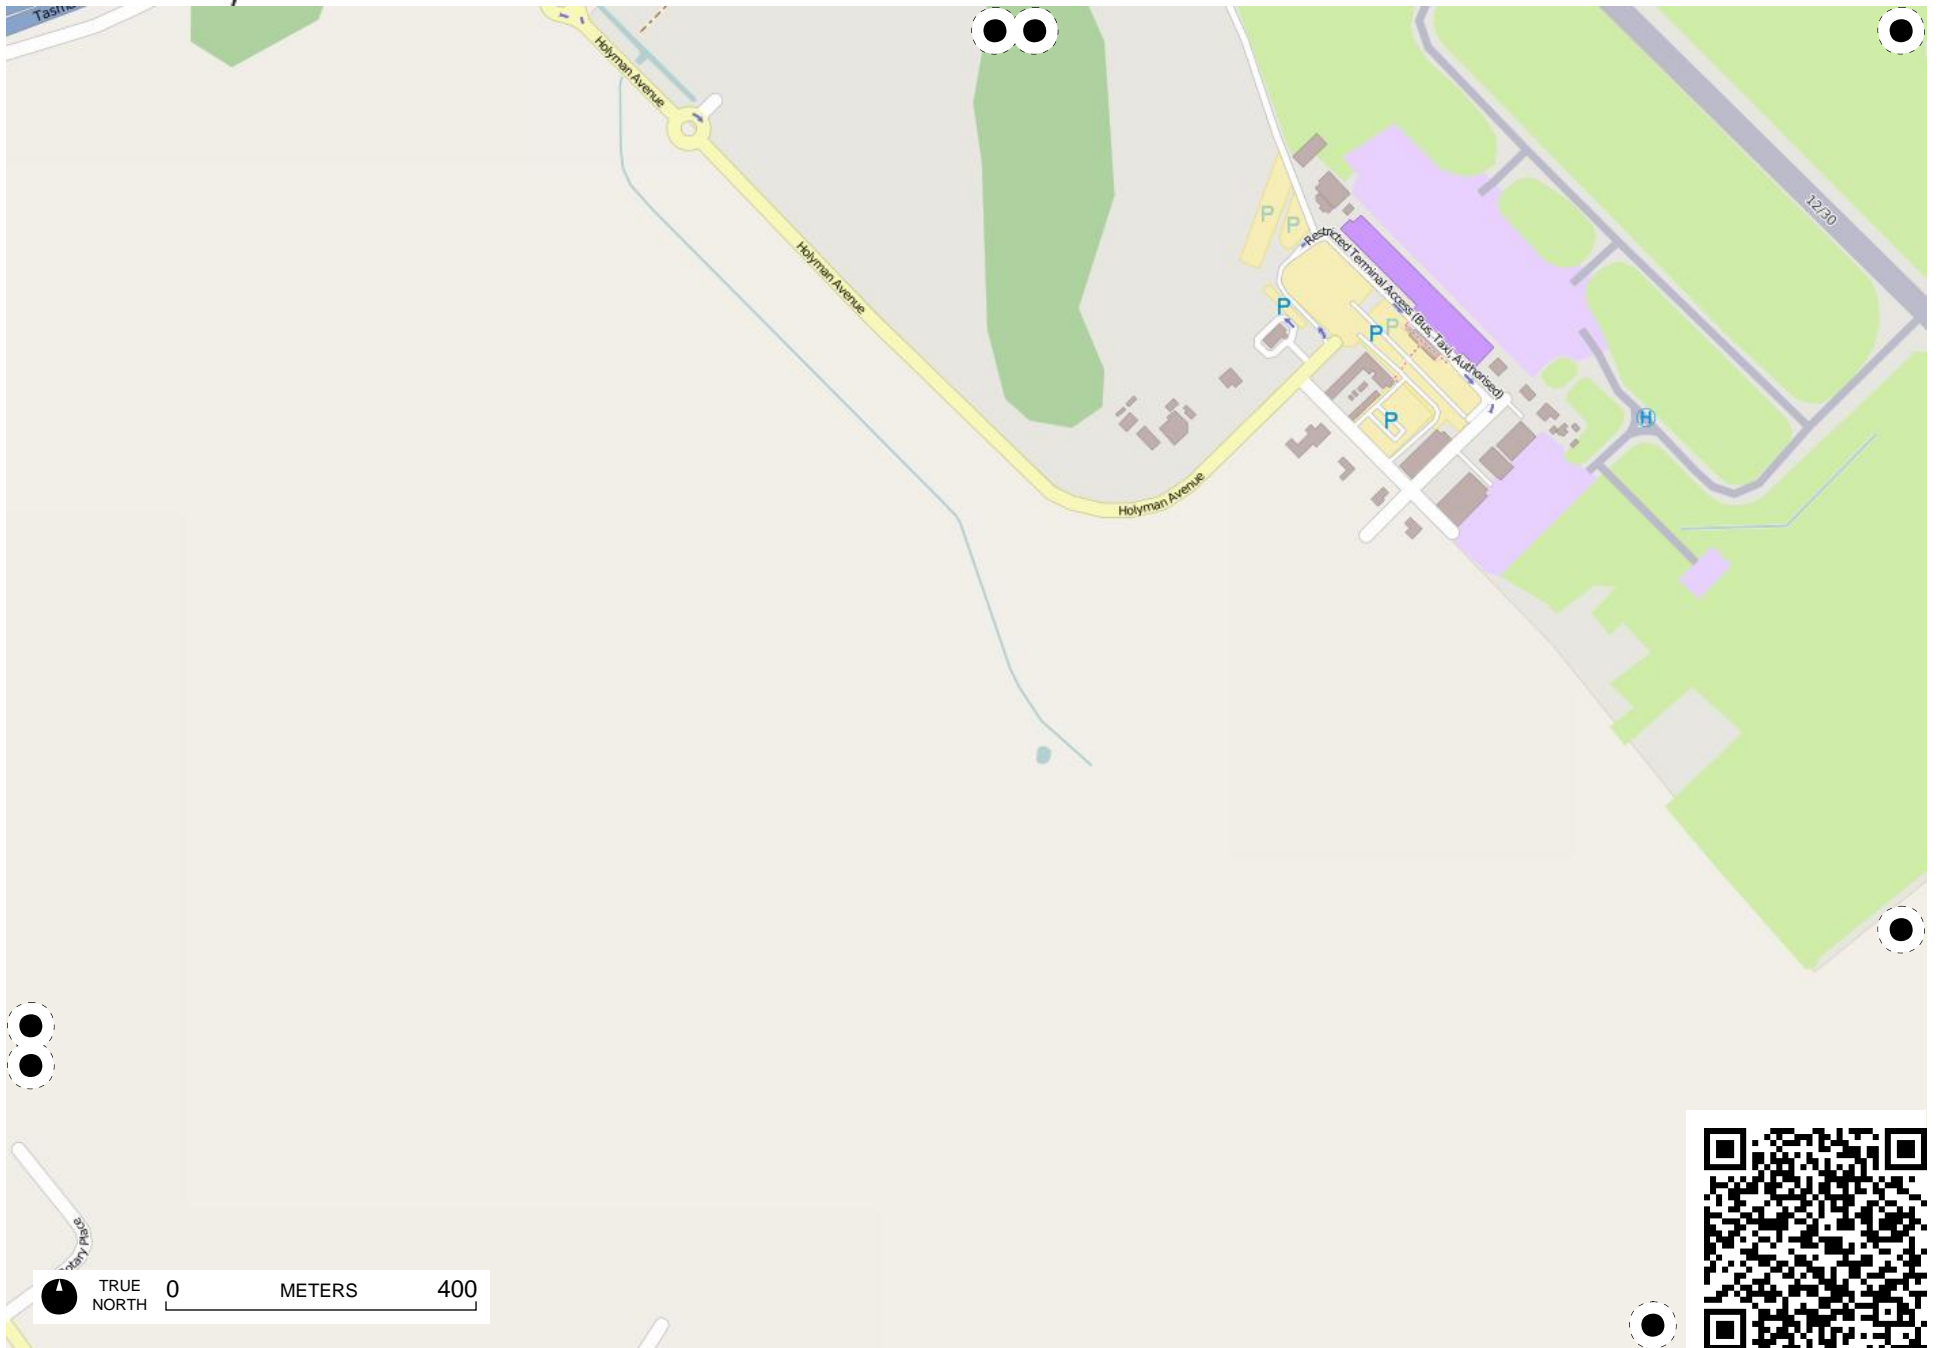 Holyman Avenue
12/30
P
P
Restricted Terminal Access (Bus, Taxi, Authorised)
Holyman Avenue
P
P
P
P
H
Holyman Avenue
TRUE
NORTH
0
METERS
400